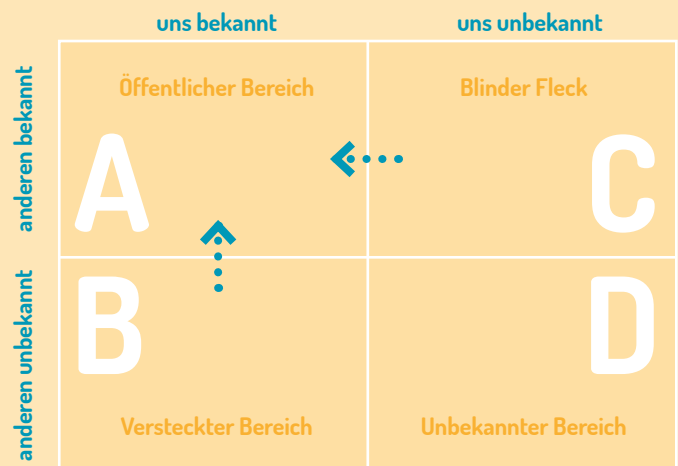 uns bekannt
uns unbekannt
anderen bekannt
Öffentlicher Bereich
Blinder Fleck
A
C
anderen unbekannt
B
D
Versteckter Bereich
Unbekannter Bereich